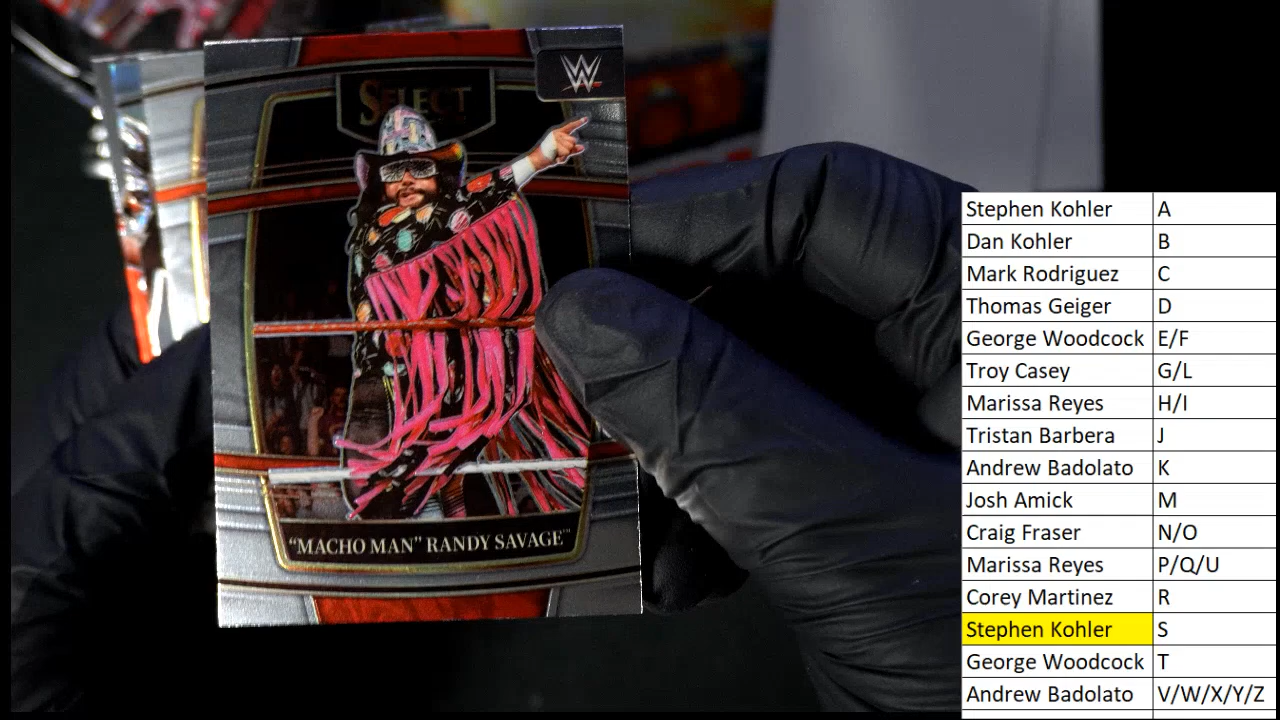 SELECT
W
"MACHO MAN" RANDY SAVAGE™
Stephen Kohler A
Dan Kohler B
Mark Rodriguez C
Thomas Geiger D
George Woodcock E/F
Troy Casey G/L
Marissa Reyes H/I
Tristan Barbera J
Andrew Badolato K
Josh Amick M
Craig Fraser N/O
Marissa Reyes P/Q/U
Corey Martinez R
Stephen Kohler S
George Woodcock T
Andrew Badolato V/W/X/Y/Z